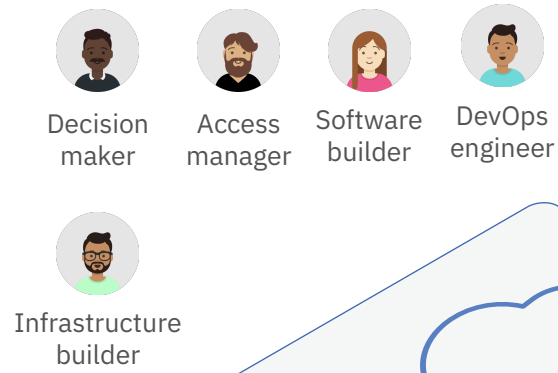 Decision
maker
Access
manager
Software
builder
DevOps
engineer
Infrastructure
builder